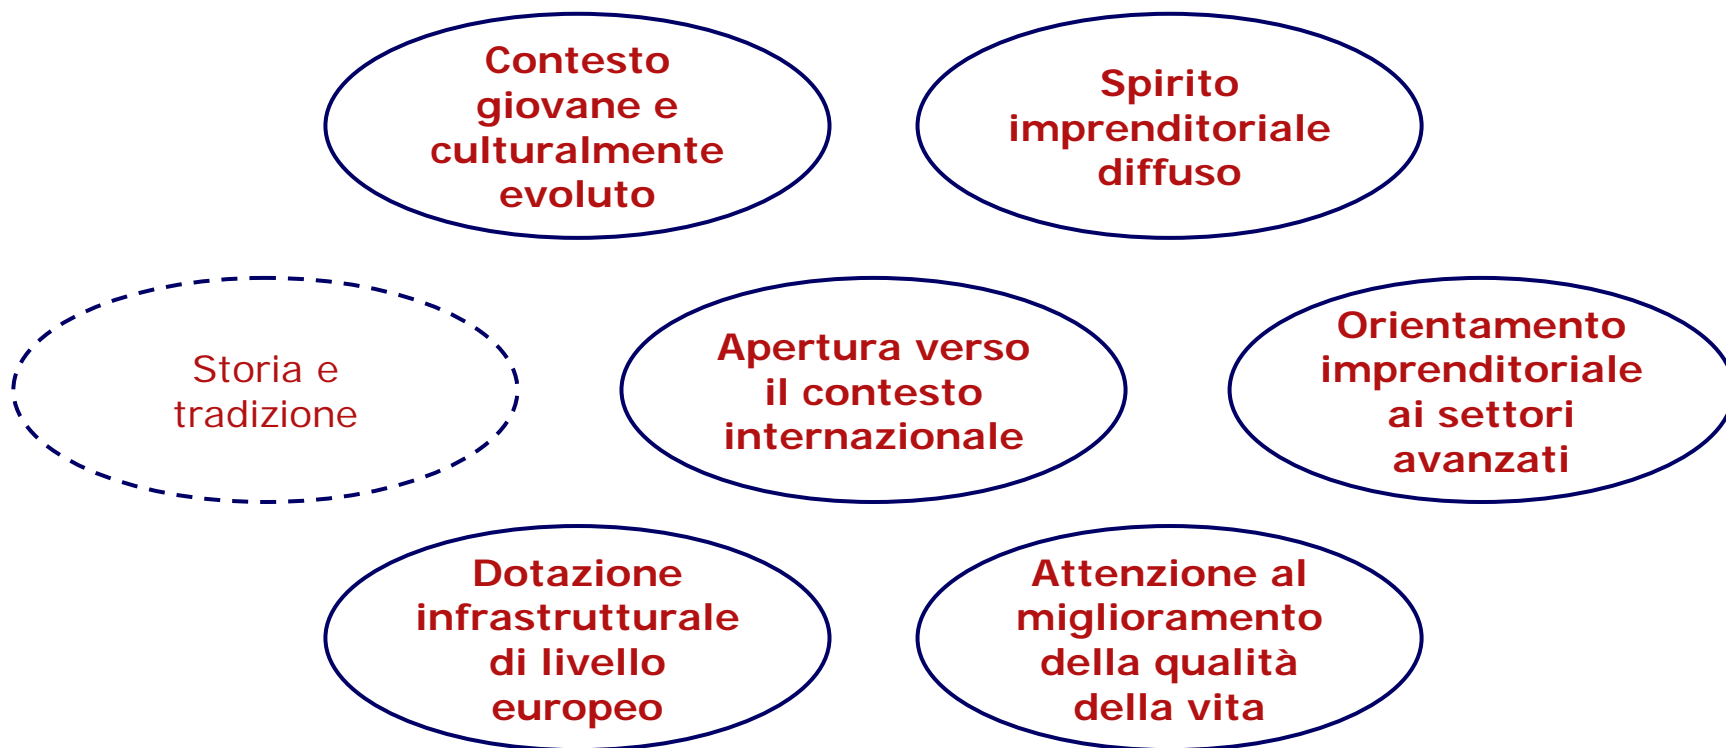 Contesto
giovane e
culturalmente
evoluto
Spirito
imprenditoriale
diffuso
Storia e
tradizione
Apertura verso
il contesto
internazionale
Orientamento
imprenditoriale
ai settori
avanzati
Dotazione
infrastrutturale
di livello
europeo
Attenzione al
miglioramento
della qualità
della vita